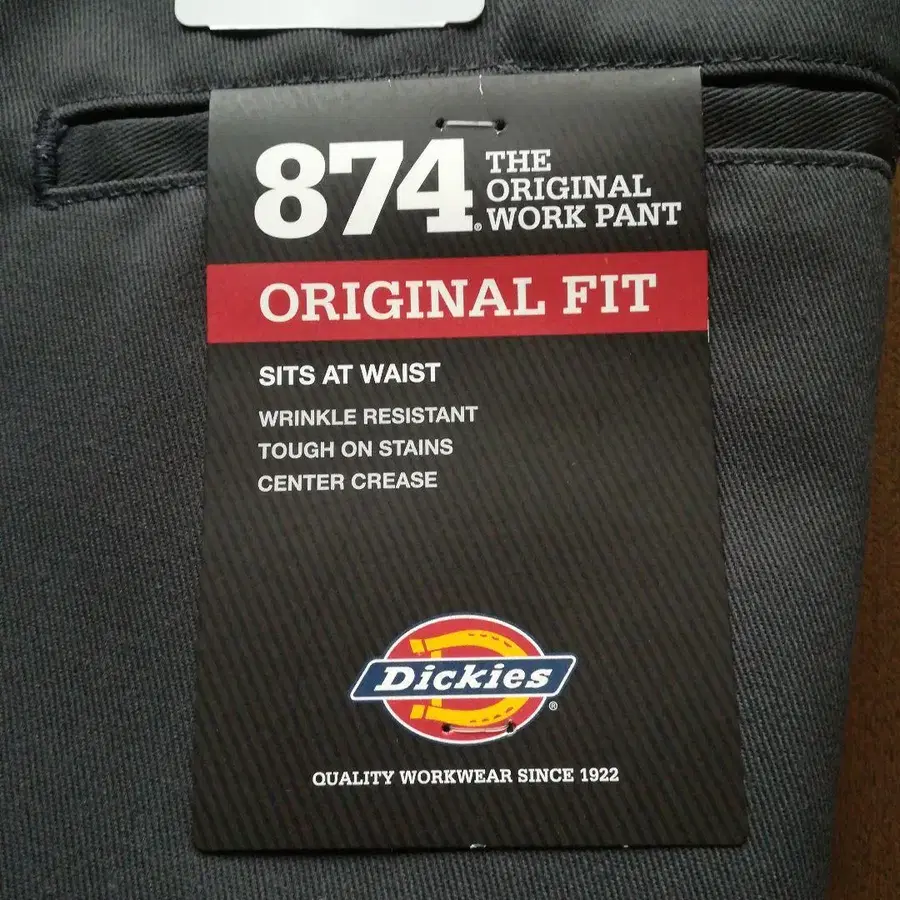 874®
THE
ORIGINAL
WORK PANT
ORIGINAL FIT
SITS AT WAIST
WRINKLE RESISTANT
TOUGH ON STAINS
CENTER CREASE
Dickies®
QUALITY WORKWEAR SINCE 1922